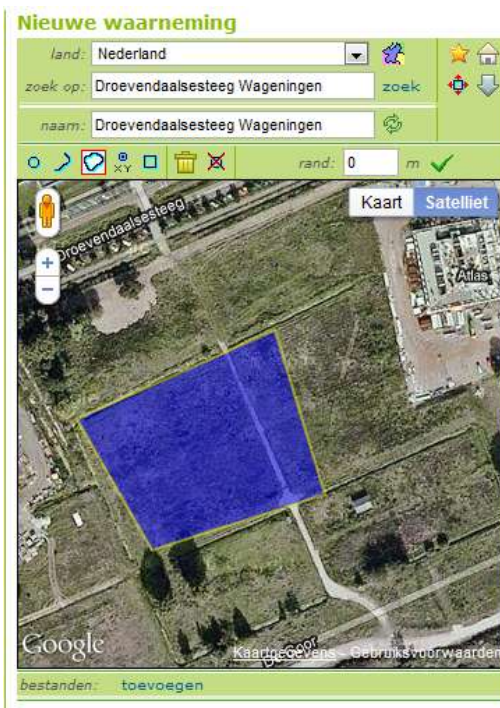 Nieuwe waarneming
land: Nederland
zoek op: Droevendaalsesteeg Wageningen zoek
naam: Droevendaalsesteeg Wageningen
XY rand: 0 m
Kaart Satelliet
Droevendaalsesteeg
Atlas
Google
Kaartgegevens - Gebruiksvoorwaarden
bestanden: toevoegen